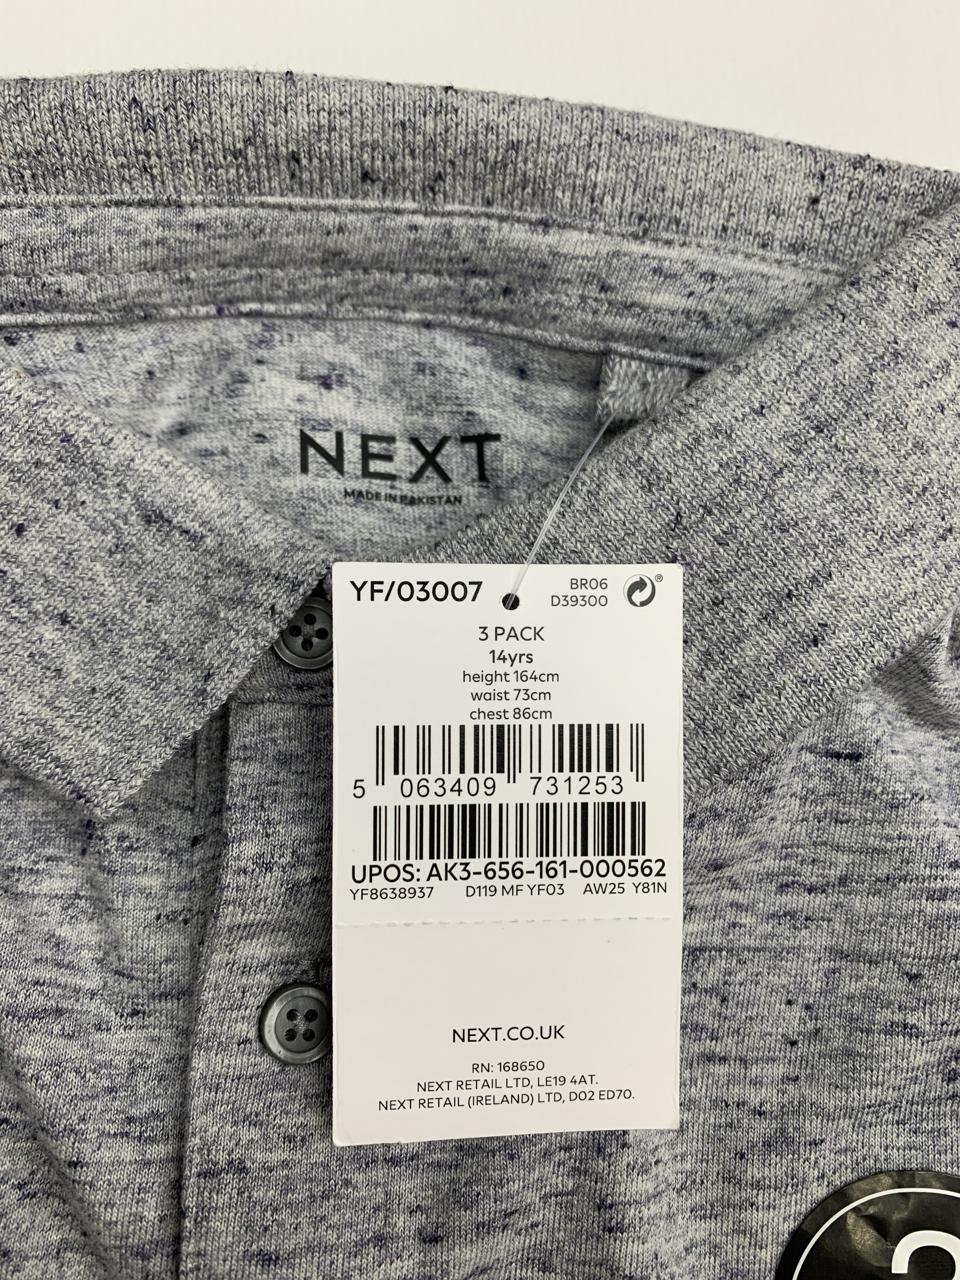 NEXT
MADE IN PAKISTAN
YF/03007
BR06
D39300
®
3 PACK
14yrs
height 164cm
waist 73cm
chest 86cm
5 063409 731253
UPOS: AK3-656-161-000562
YF8638937 D119 MF YF03 AW25 Y81N
NEXT.CO.UK
RN: 168650
NEXT RETAIL LTD, LE19 4AT.
NEXT RETAIL (IRELAND) LTD, D02 ED70.